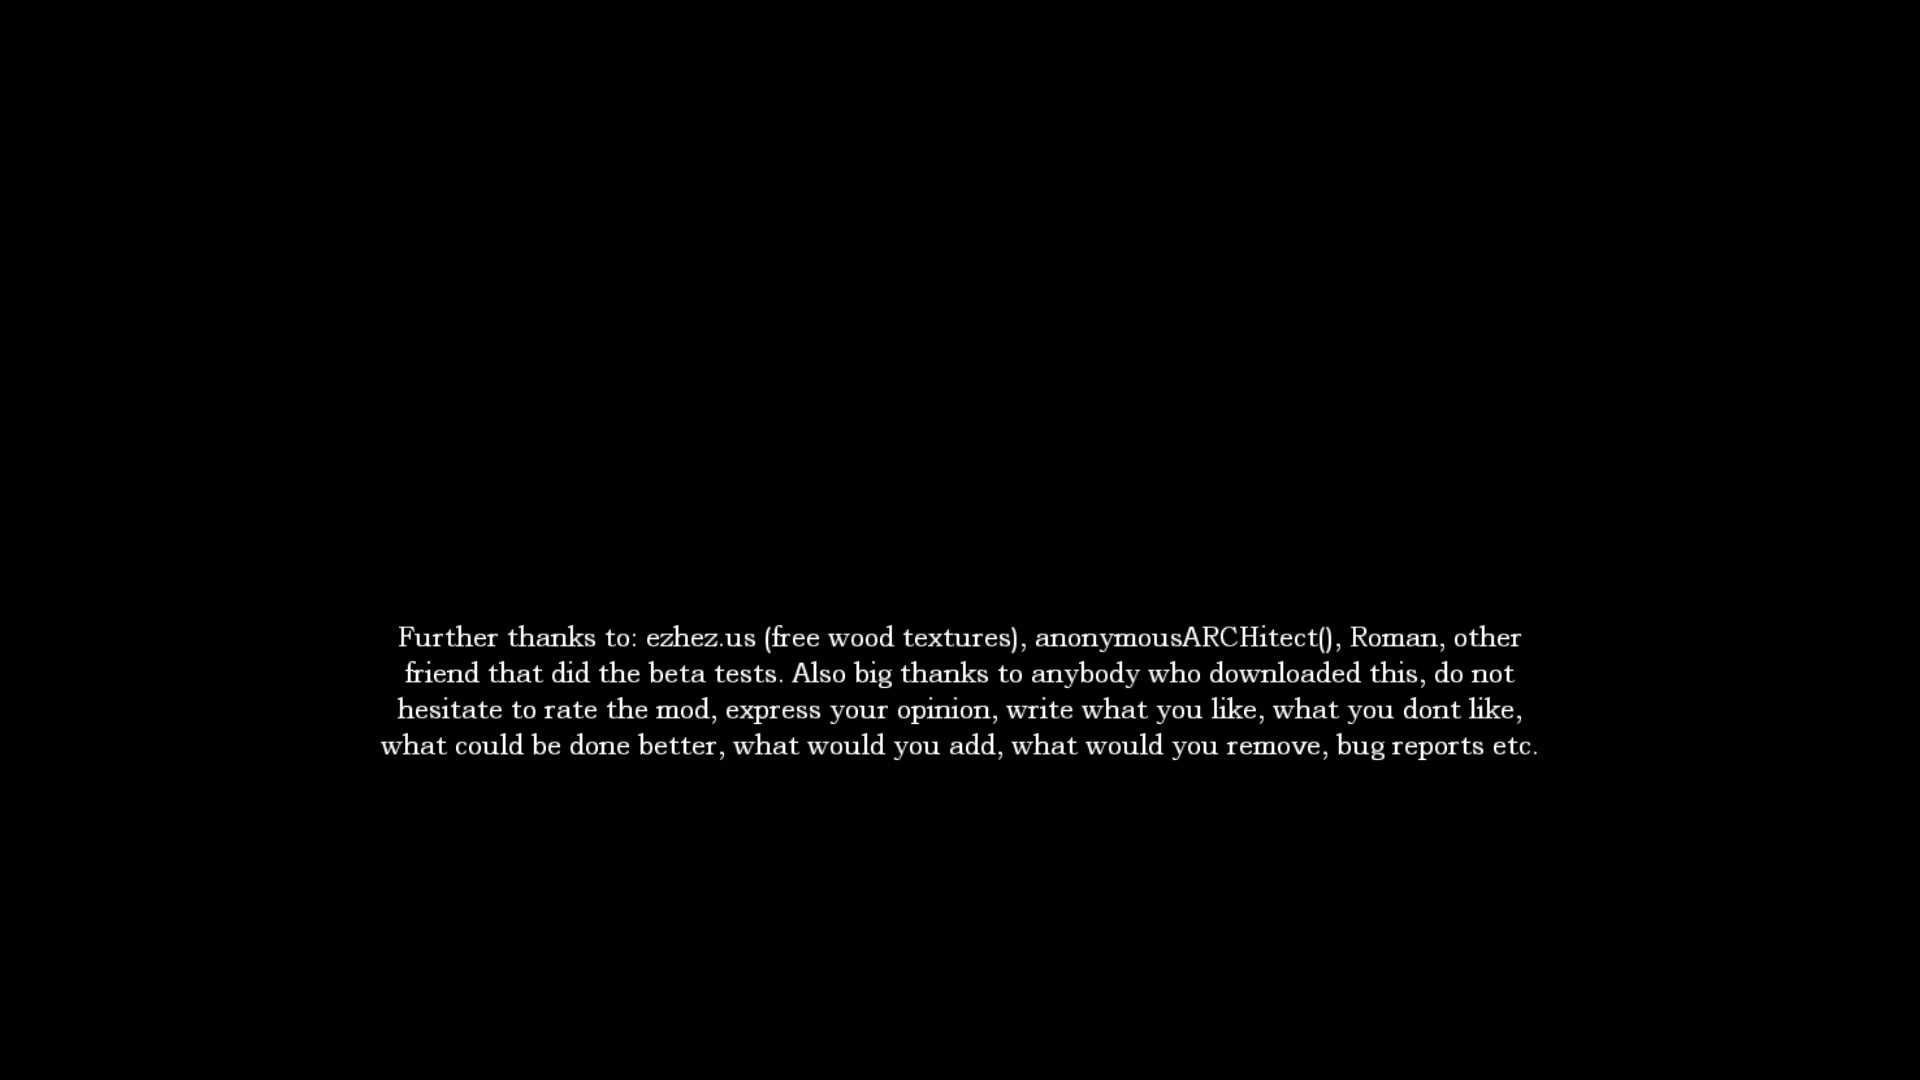 Further thanks to: ezhez.us (free wood textures), anonymousARCHitect(), Roman, other
friend that did the beta tests. Also big thanks to anybody who downloaded this, do not
hesitate to rate the mod, express your opinion, write what you like, what you dont like,
what could be done better, what would you add, what would you remove, bug reports etc.